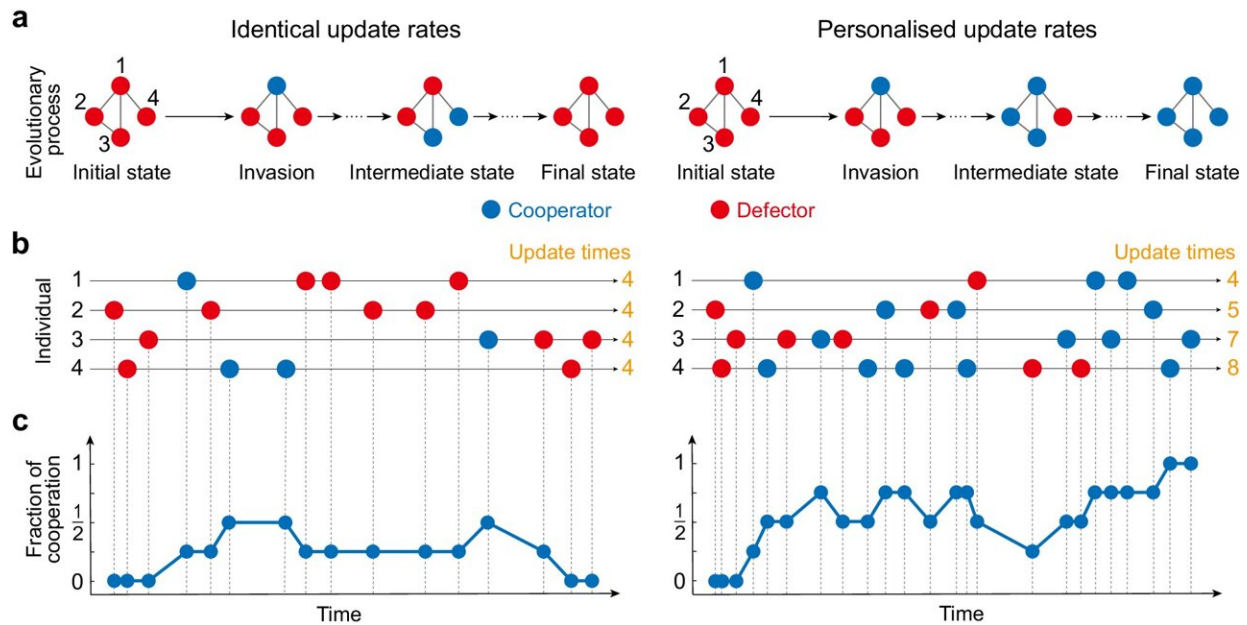 a
Identical update rates
Personalised update rates
Evolutionary
process
1
2
4
3
1
2
4
3
Initial state
Invasion
Intermediate state
Final state
Initial state
Invasion
Intermediate state
Final state
Cooperator
Defector
b
Update times
Update times
Individual
1
4
1
4
2
4
2
5
3
4
3
7
4
4
4
8
c
Fraction of
cooperation
1
1
2
0
1
1
2
0
Time
Time